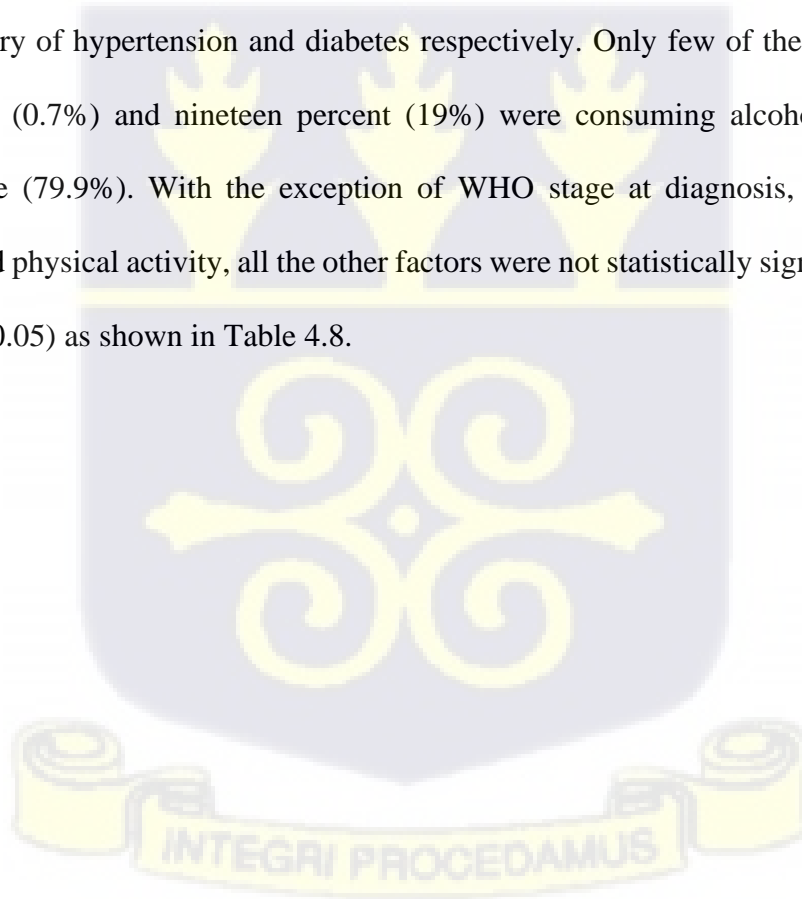 ry of hypertension and diabetes respectively. Only few of the
(0.7%) and nineteen percent (19%) were consuming alcoho
e (79.9%). With the exception of WHO stage at diagnosis,
d physical activity, all the other factors were not statistically sign
0.05) as shown in Table 4.8.
INTEGRI PROCEDAMUS